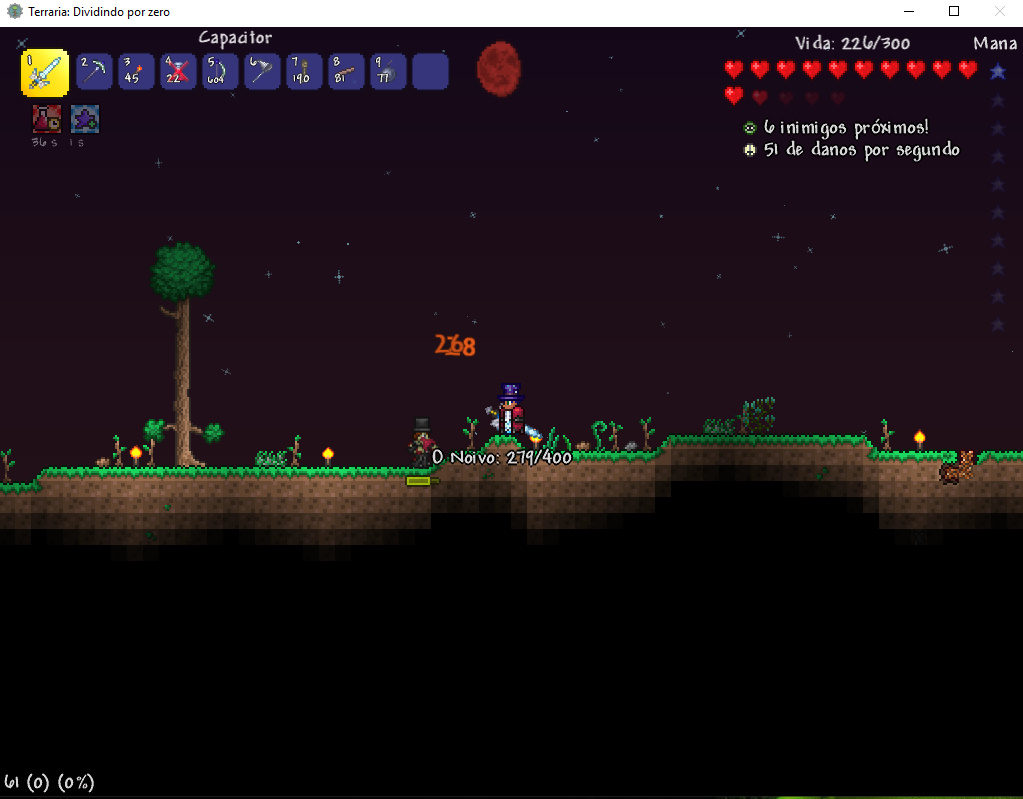 Terraria: Dividindo por zero
Capacitor
Vida: 226/300
Mana
1 2 3 4 5 6 7 8 9
45 22 604 190 81 77
36 s 1 s
6 inimigos próximos!
51 de danos por segundo
O Noivo: 279/400
61 (0) (0%)